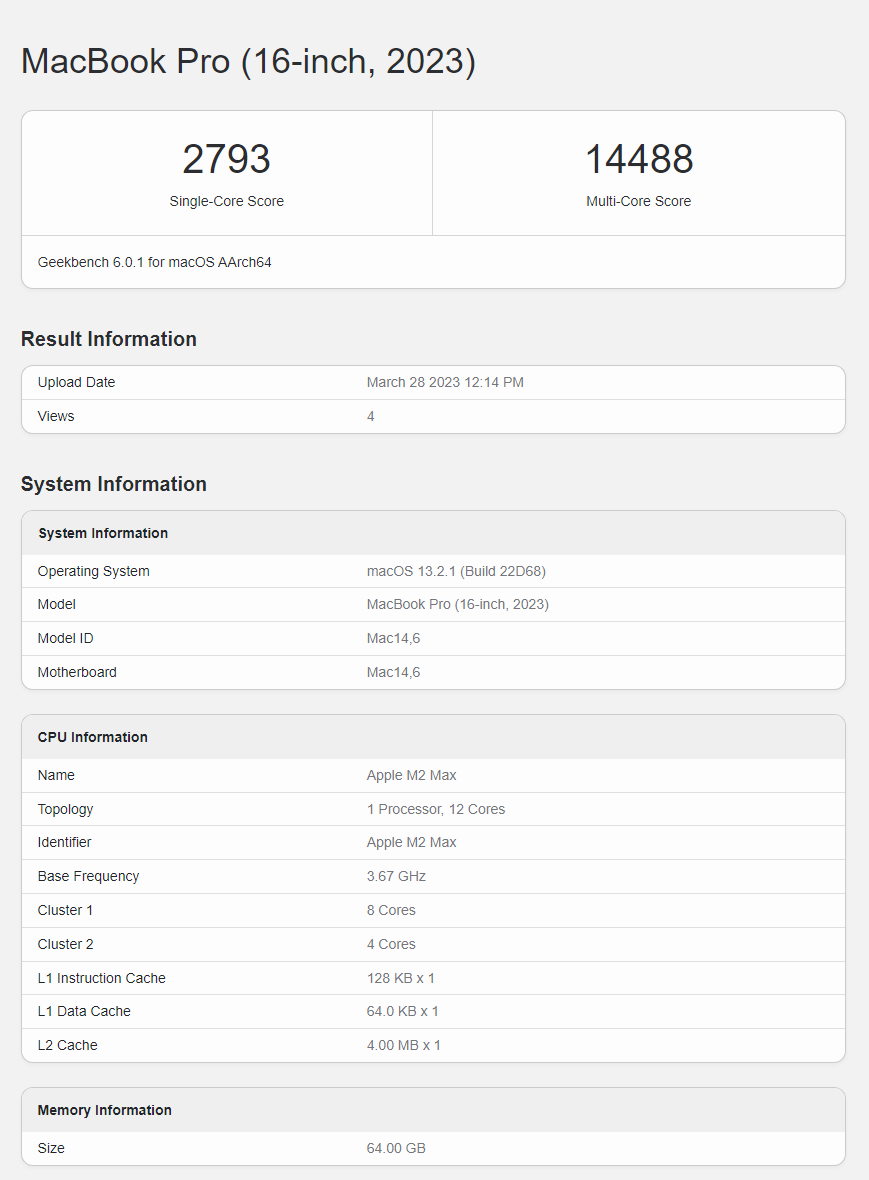 MacBook Pro (16-inch, 2023)
2793 14488
Single-Core Score Multi-Core Score
Geekbench 6.0.1 for macOS AArch64
Result Information
Upload Date March 28 2023 12:14 PM
Views 4
System Information
System Information
Operating System macOS 13.2.1 (Build 22D68)
Model MacBook Pro (16-inch, 2023)
Model ID Mac14,6
Motherboard Mac14,6
CPU Information
Name Apple M2 Max
Topology 1 Processor, 12 Cores
Identifier Apple M2 Max
Base Frequency 3.67 GHz
Cluster 1 8 Cores
Cluster 2 4 Cores
L1 Instruction Cache 128 KB x 1
L1 Data Cache 64.0 KB x 1
L2 Cache 4.00 MB x 1
Memory Information
Size 64.00 GB